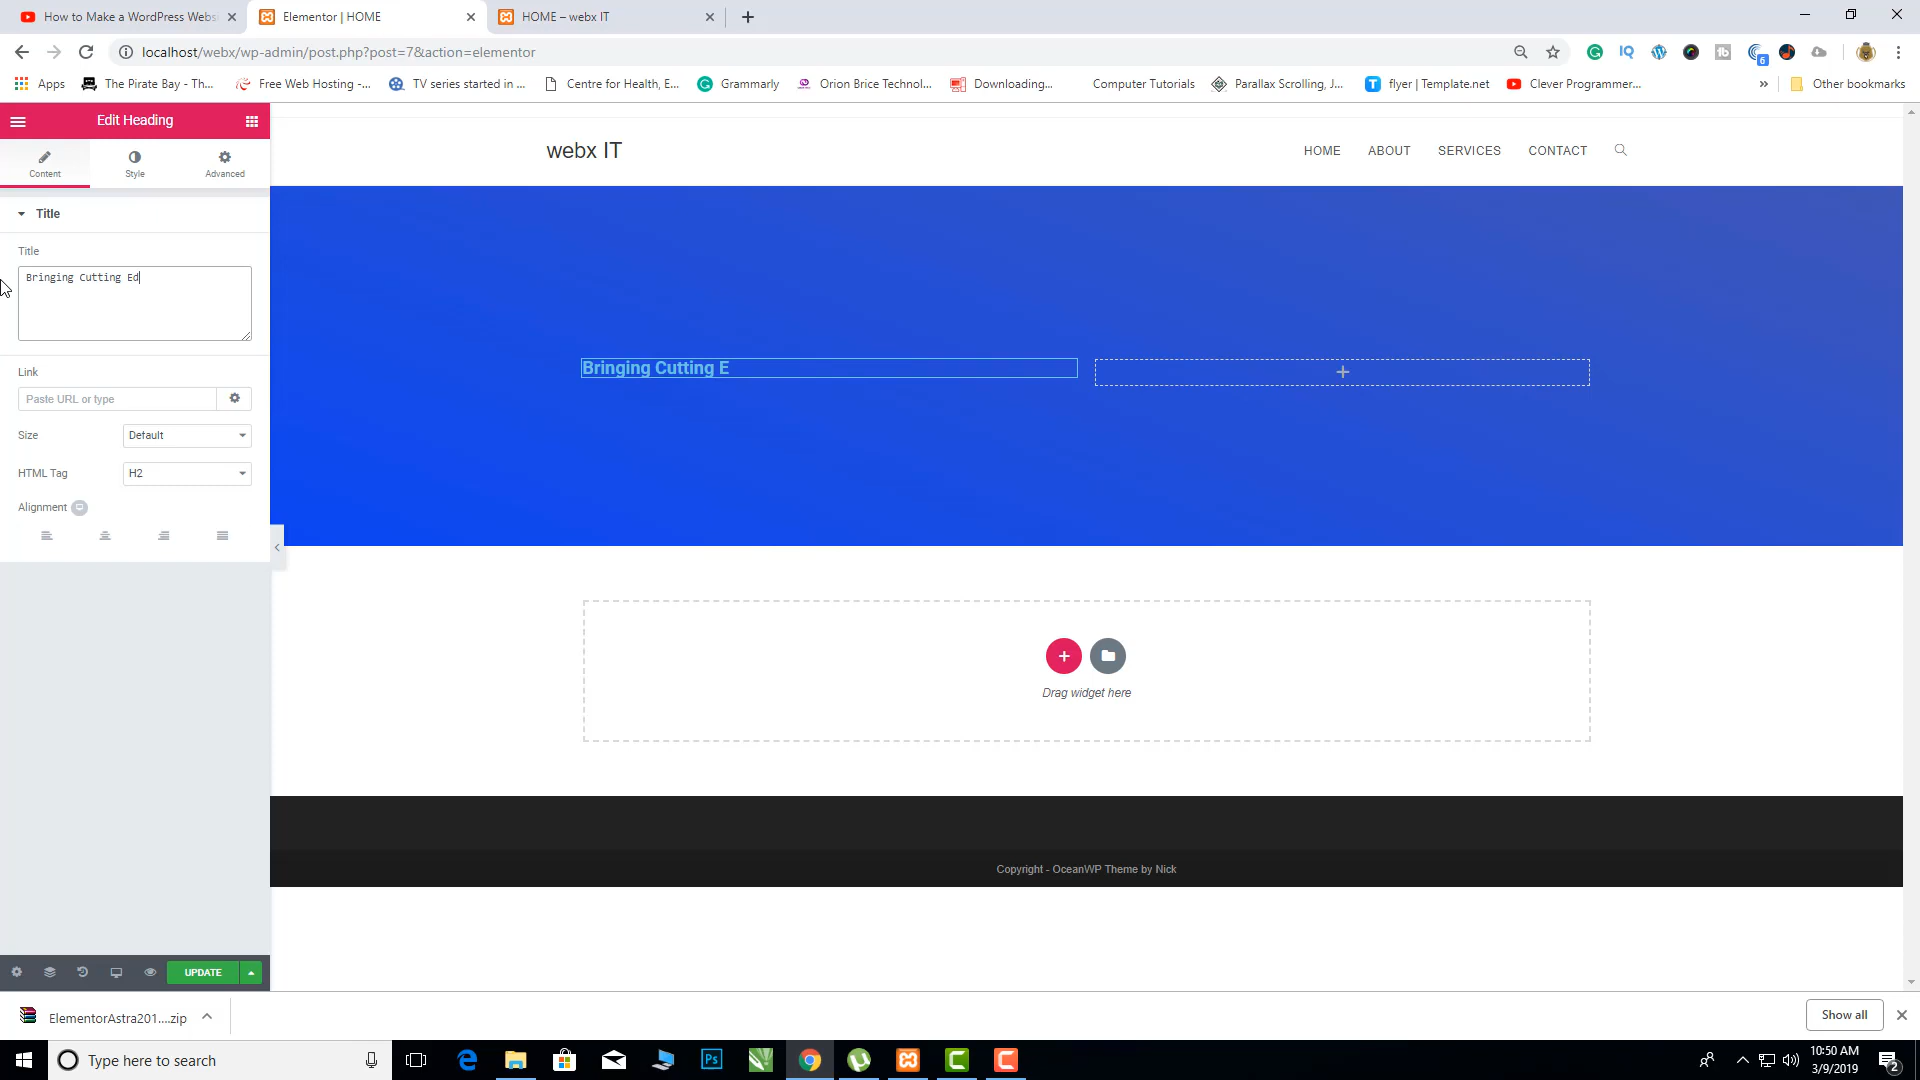 How to Make a WordPress Websi
Elementor | HOME
HOME – webx IT
localhost/webx/wp-admin/post.php?post=7&action=elementor
6
Apps
The Pirate Bay - Th...
Free Web Hosting -...
TV series started in ...
Centre for Health, E...
Grammarly
Orion Brice Technol...
Downloading...
Computer Tutorials
Parallax Scrolling, J...
flyer | Template.net
Clever Programmer...
»
Other bookmarks
Edit Heading
Content
Style
Advanced
Title
Title
Bringing Cutting Ed
Link
Paste URL or type
Size
Default
HTML Tag
H2
Alignment
UPDATE
webx IT
HOME
ABOUT
SERVICES
CONTACT
Bringing Cutting E
Drag widget here
Copyright - OceanWP Theme by Nick
ElementorAstra201....zip
Show all
Type here to search
Ps
10:50 AM
3/9/2019
2